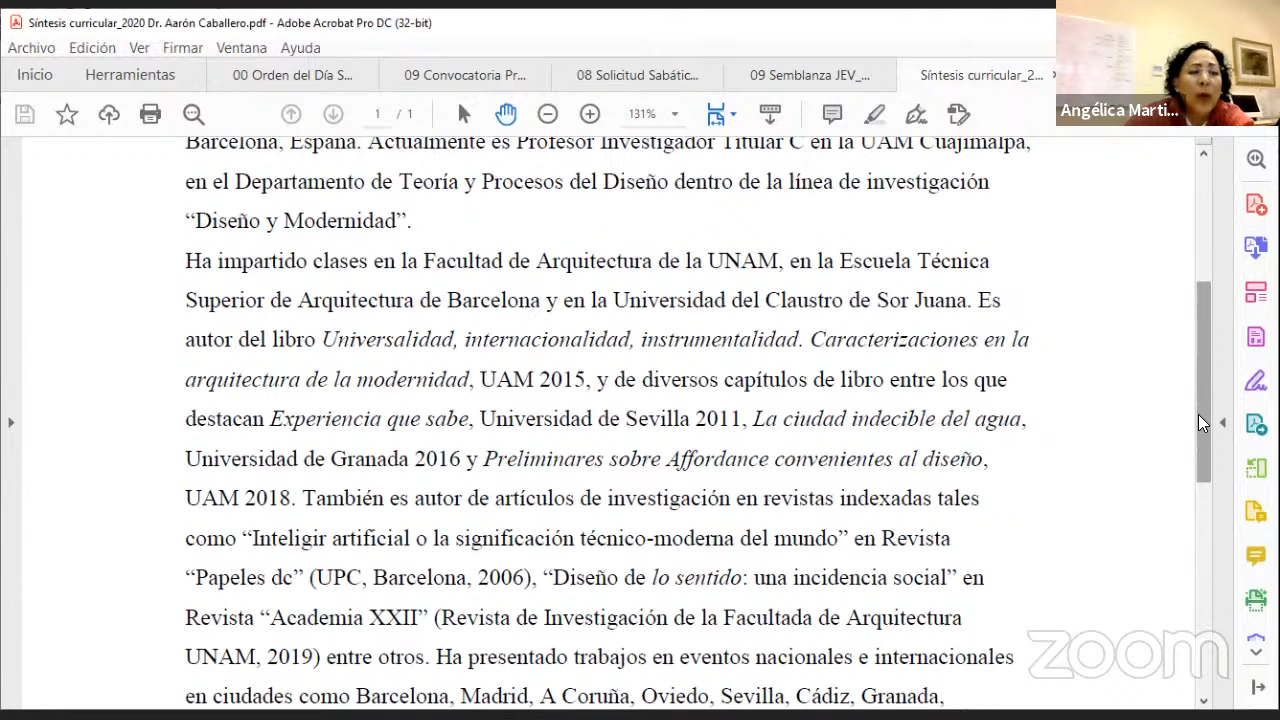 Síntesis curricular_2020 Dr. Aarón Caballero.pdf - Adobe Acrobat Pro DC (32-bit)
Archivo Edición Ver Firmar Ventana Ayuda
Inicio Herramientas 00 Orden del Día S... 09 Convocatoria Pr... 08 Solicitud Sabátic... 09 Semblanza JEV_... Síntesis curricular_2...
1 / 1 131%
Angélica Marti...
Barcelona, España. Actualmente es Profesor Investigador Titular C en la UAM Cuajimalpa,
en el Departamento de Teoría y Procesos del Diseño dentro de la línea de investigación
“Diseño y Modernidad”.
Ha impartido clases en la Facultad de Arquitectura de la UNAM, en la Escuela Técnica
Superior de Arquitectura de Barcelona y en la Universidad del Claustro de Sor Juana. Es
autor del libro Universalidad, internacionalidad, instrumentalidad. Caracterizaciones en la
arquitectura de la modernidad, UAM 2015, y de diversos capítulos de libro entre los que
destacan Experiencia que sabe, Universidad de Sevilla 2011, La ciudad indecible del agua,
Universidad de Granada 2016 y Preliminares sobre Affordance convenientes al diseño,
UAM 2018. También es autor de artículos de investigación en revistas indexadas tales
como “Inteligir artificial o la significación técnico-moderna del mundo” en Revista
“Papeles dc” (UPC, Barcelona, 2006), “Diseño de lo sentido: una incidencia social” en
Revista “Academia XXII” (Revista de Investigación de la Facultada de Arquitectura
UNAM, 2019) entre otros. Ha presentado trabajos en eventos nacionales e internacionales
en ciudades como Barcelona, Madrid, A Coruña, Oviedo, Sevilla, Cádiz, Granada,
zoom